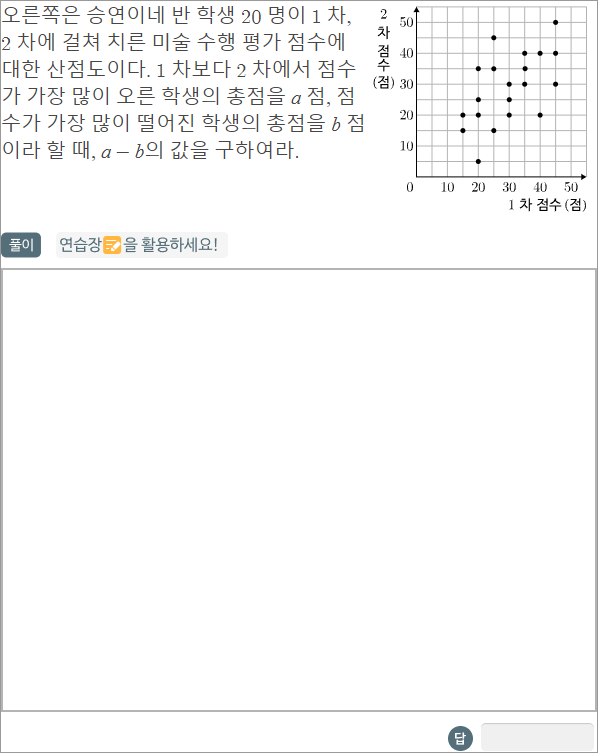 오른쪽은 승연이네 반 학생 20 명이 1 차,
2 차에 걸쳐 치른 미술 수행 평가 점수에
대한 산점도이다. 1 차보다 2 차에서 점수
가 가장 많이 오른 학생의 총점을 a 점, 점
수가 가장 많이 떨어진 학생의 총점을 b 점
이라 할 때, a – b의 값을 구하여라.
2
차
점
수
(점)
50
40
30
20
10
0 10 20 30 40 50
1 차 점수 (점)
풀이 연습장을 활용하세요!
답